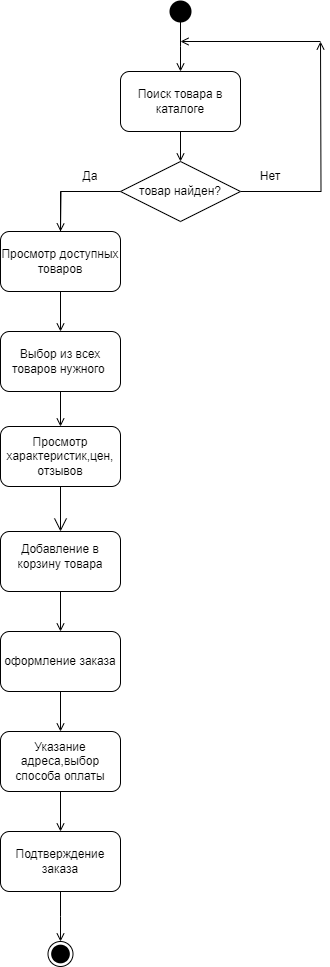 Поиск товара в
каталоге
товар найден?
Да
Нет
Просмотр доступных
товаров
Выбор из всех
товаров нужного
Просмотр
характеристик,цен,
отзывов
Добавление в
корзину товара
оформление заказа
Указание
адреса,выбор
способа оплаты
Подтверждение
заказа